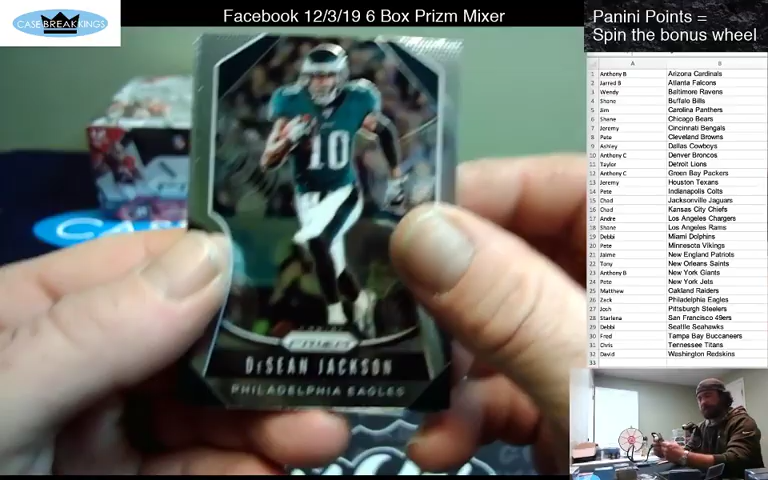 CASE BREAK KINGS
Facebook 12/3/19 6 Box Prizm Mixer
Panini Points =
Spin the bonus wheel
10
PRIZM
DeSEAN JACKSON
PHILADELPHIA EAGLES
A B
1 Anthony B Arizona Cardinals
2 Jarred B Atlanta Falcons
3 Wendy Baltimore Ravens
4 Shane Buffalo Bills
5 Jim Carolina Panthers
6 Shane Chicago Bears
7 Jeremy Cincinnati Bengals
8 Pete Cleveland Browns
9 Ashley Dallas Cowboys
10 Anthony C Denver Broncos
11 Taylor Detroit Lions
12 Anthony C Green Bay Packers
13 Jeremy Houston Texans
14 Pete Indianapolis Colts
15 Chad Jacksonville Jaguars
16 Chad Kansas City Chiefs
17 Andre Los Angeles Chargers
18 Shane Los Angeles Rams
19 Debbi Miami Dolphins
20 Pete Minnesota Vikings
21 Jaime New England Patriots
22 Tony New Orleans Saints
23 Anthony B New York Giants
24 Pete New York Jets
25 Matthew Oakland Raiders
26 Zack Philadelphia Eagles
27 Josh Pittsburgh Steelers
28 Starlena San Francisco 49ers
29 Debbi Seattle Seahawks
30 Fred Tampa Bay Buccaneers
31 Chris Tennessee Titans
32 David Washington Redskins
33